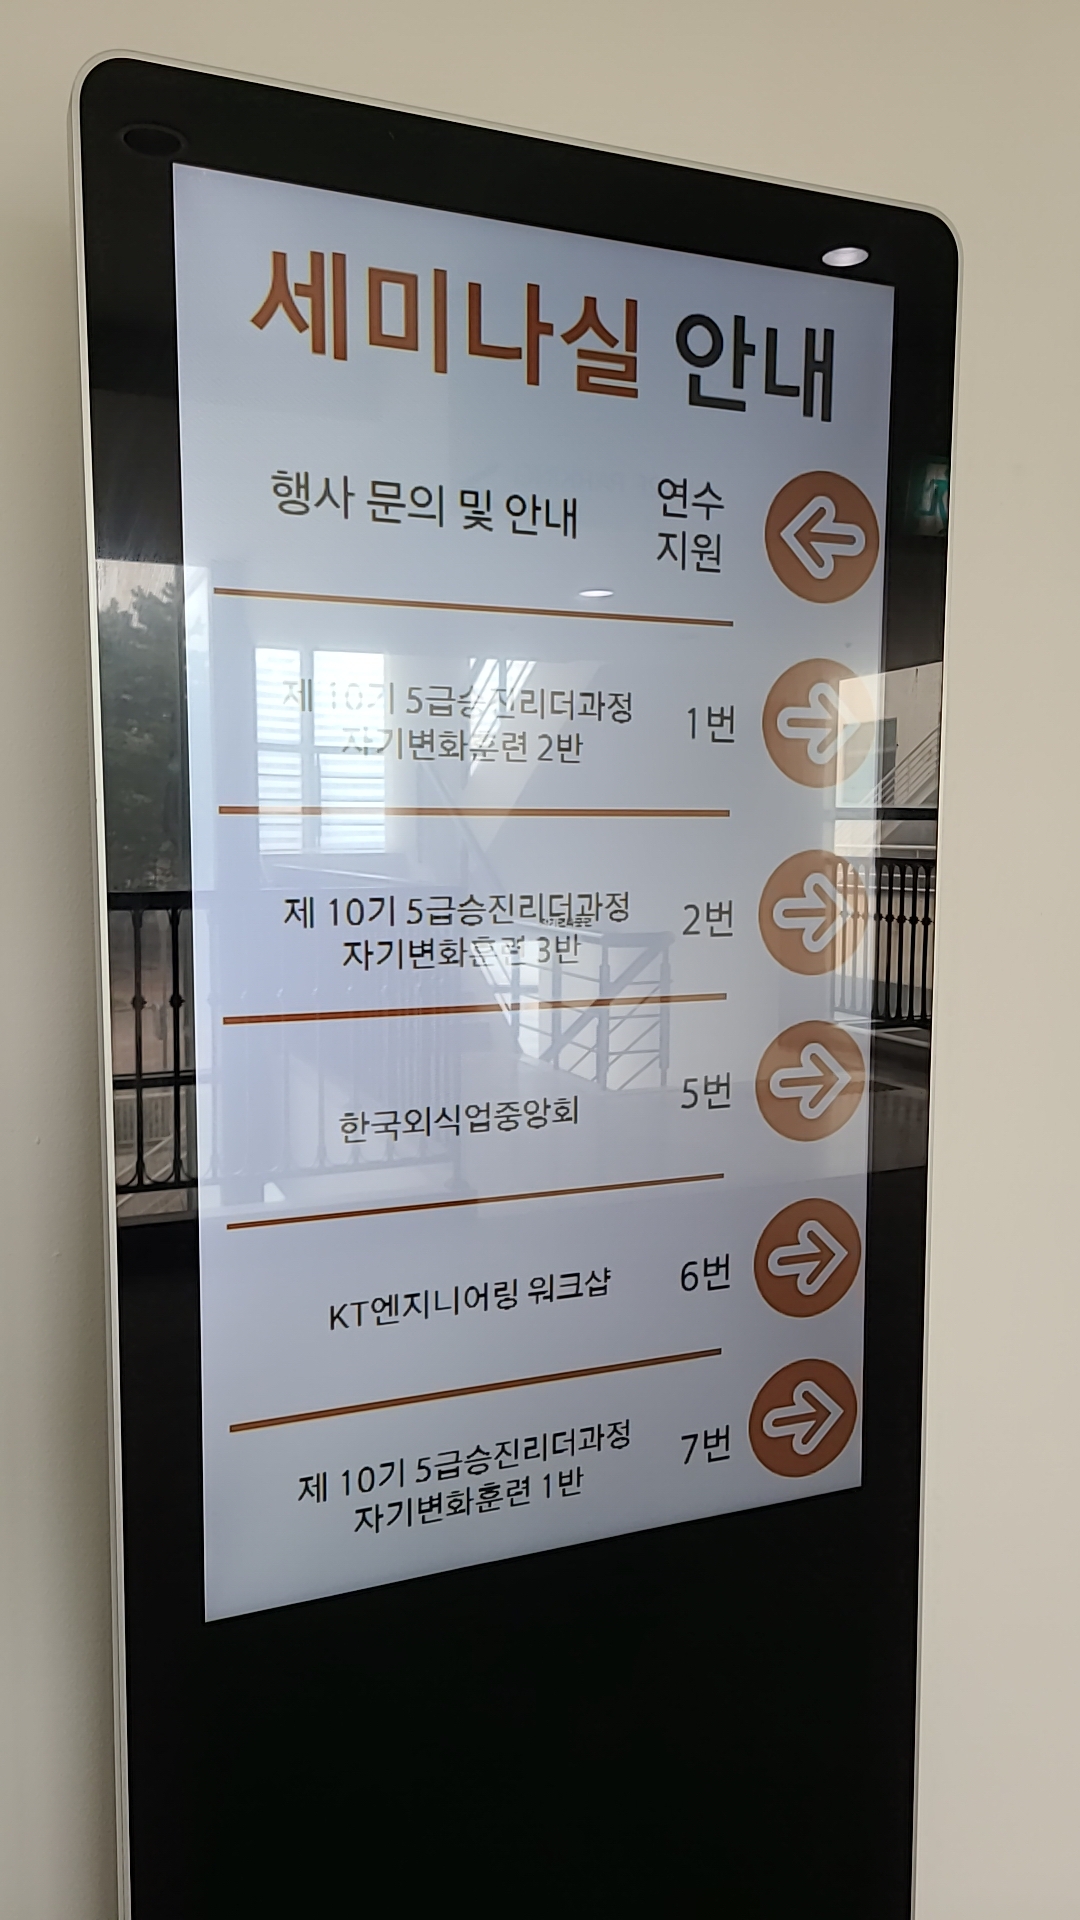 세미나실 안내
행사 문의 및 안내
연수
지원
제 10기 5급승진리더과정
자기변화훈련 2반
1번
제 10기 5급승진리더과정
자기변화훈련 3반
2번
한국외식업중앙회
5번
KT엔지니어링 워크샵
6번
제 10기 5급승진리더과정
자기변화훈련 1반
7번